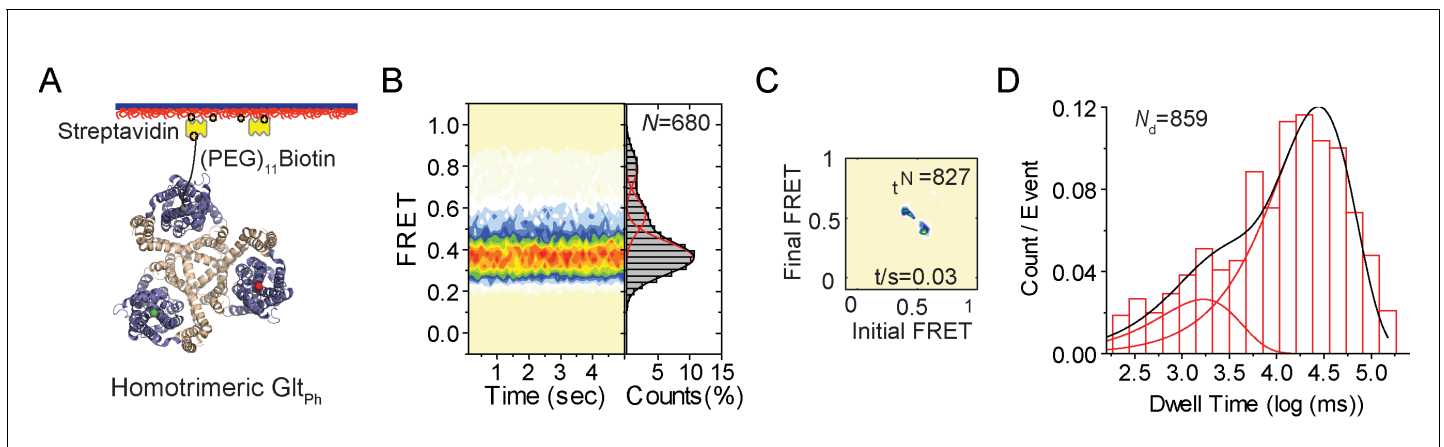 A
Streptavidin
(PEG)11Biotin
Homotrimeric GltPh
B
FRET
1.0
0.8
0.6
0.4
0.2
0.0
N=680
1 2 3 4
5 10 15
Time (sec)
Counts(%)
C
Final FRET
1
0.5
0
tN=827
t/s=0.03
0 0.5 1
Initial FRET
D
Count / Event
0.12
0.08
0.04
0.00
Nd=859
2.5 3.0 3.5 4.0 4.5 5.0
Dwell Time (log (ms))